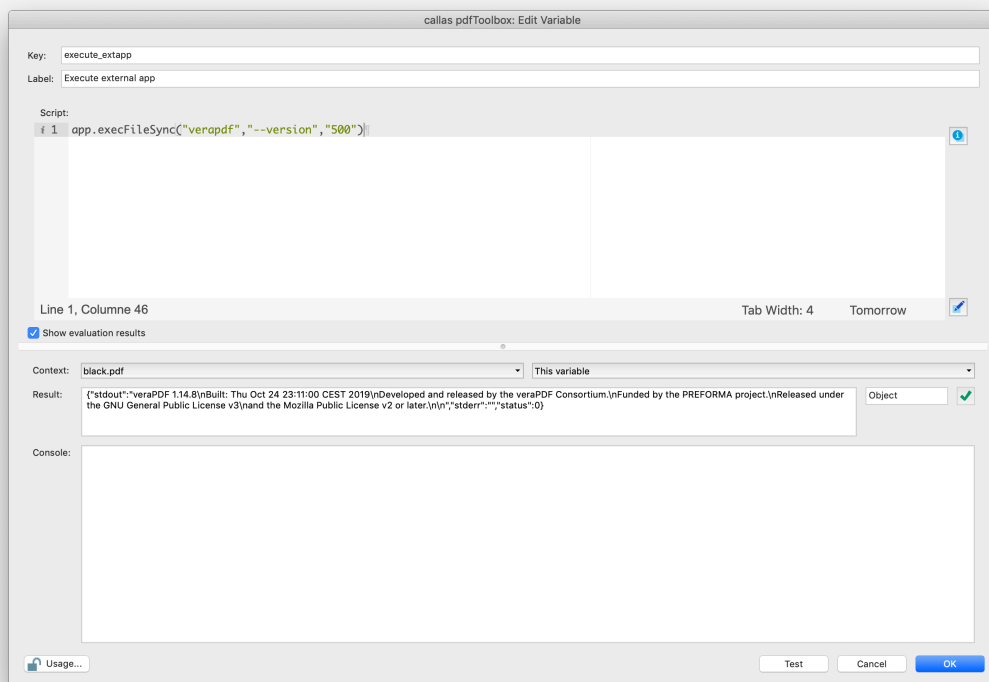 callas pdfToolbox: Edit Variable
Key: execute_extapp
Label: Execute external app
Script:
i 1 app.execFileSync("verapdf","--version","500")¶
Line 1, Columne 46 Tab Width: 4 Tomorrow
Show evaluation results
Context: black.pdf This variable
Result: {"stdout":"veraPDF 1.14.8\nBuilt: Thu Oct 24 23:11:00 CEST 2019\nDeveloped and released by the veraPDF Consortium.\nFunded by the PREFORMA project.\nReleased under Object
the GNU General Public License v3\nand the Mozilla Public License v2 or later.\n\n","stderr":"","status":0}
Console:
Usage... Test Cancel OK